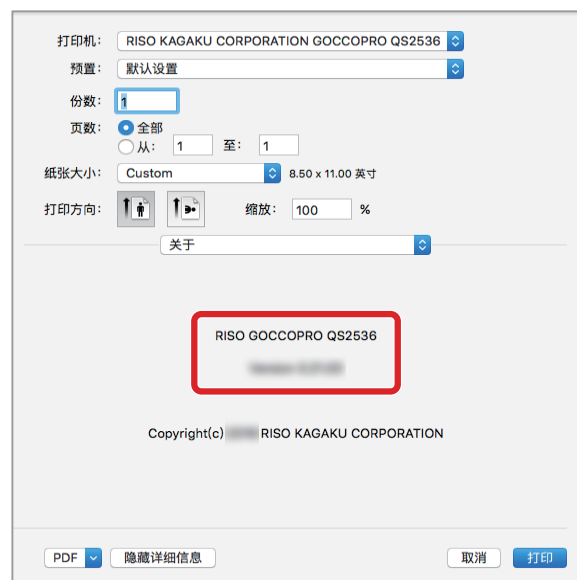 打印机： RISO KAGAKU CORPORATION GOCCOPRO QS2536
预置： 默认设置
份数： 1
页数： 全部
从： 1 至： 1
纸张大小： Custom 8.50 x 11.00 英寸
打印方向： 缩放： 100 %
关于
RISO GOCCOPRO QS2536
Copyright(c) RISO KAGAKU CORPORATION
PDF 隐藏详细信息 取消 打印